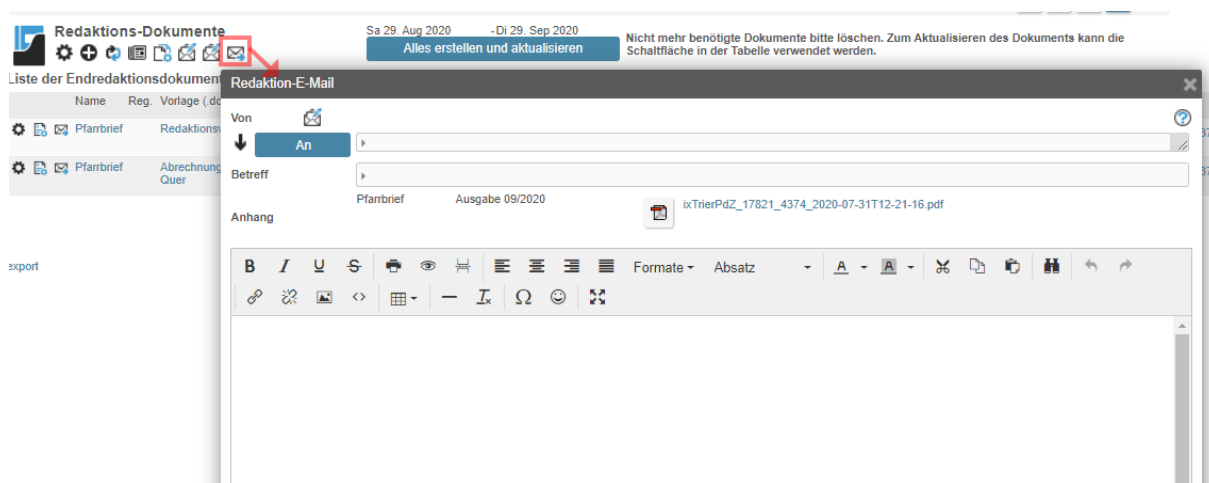 Redaktions-Dokumente
Sa 29. Aug 2020 - Di 29. Sep 2020
Alles erstellen und aktualisieren
Nicht mehr benötigte Dokumente bitte löschen. Zum Aktualisieren des Dokuments kann die
Schaltfläche in der Tabelle verwendet werden.
Liste der Endredaktionsdokument
Redaktion-E-Mail
Name Reg. Vorlage (.do
Von
Pfarrbrief Redaktionsv
An
Pfarrbrief Abrechnung
Quer
Betreff
Pfarrbrief Ausgabe 09/2020
ixTrierPdZ_17821_4374_2020-07-31T12-21-16.pdf
Anhang
export
B I U S Formate Absatz A A
Ω